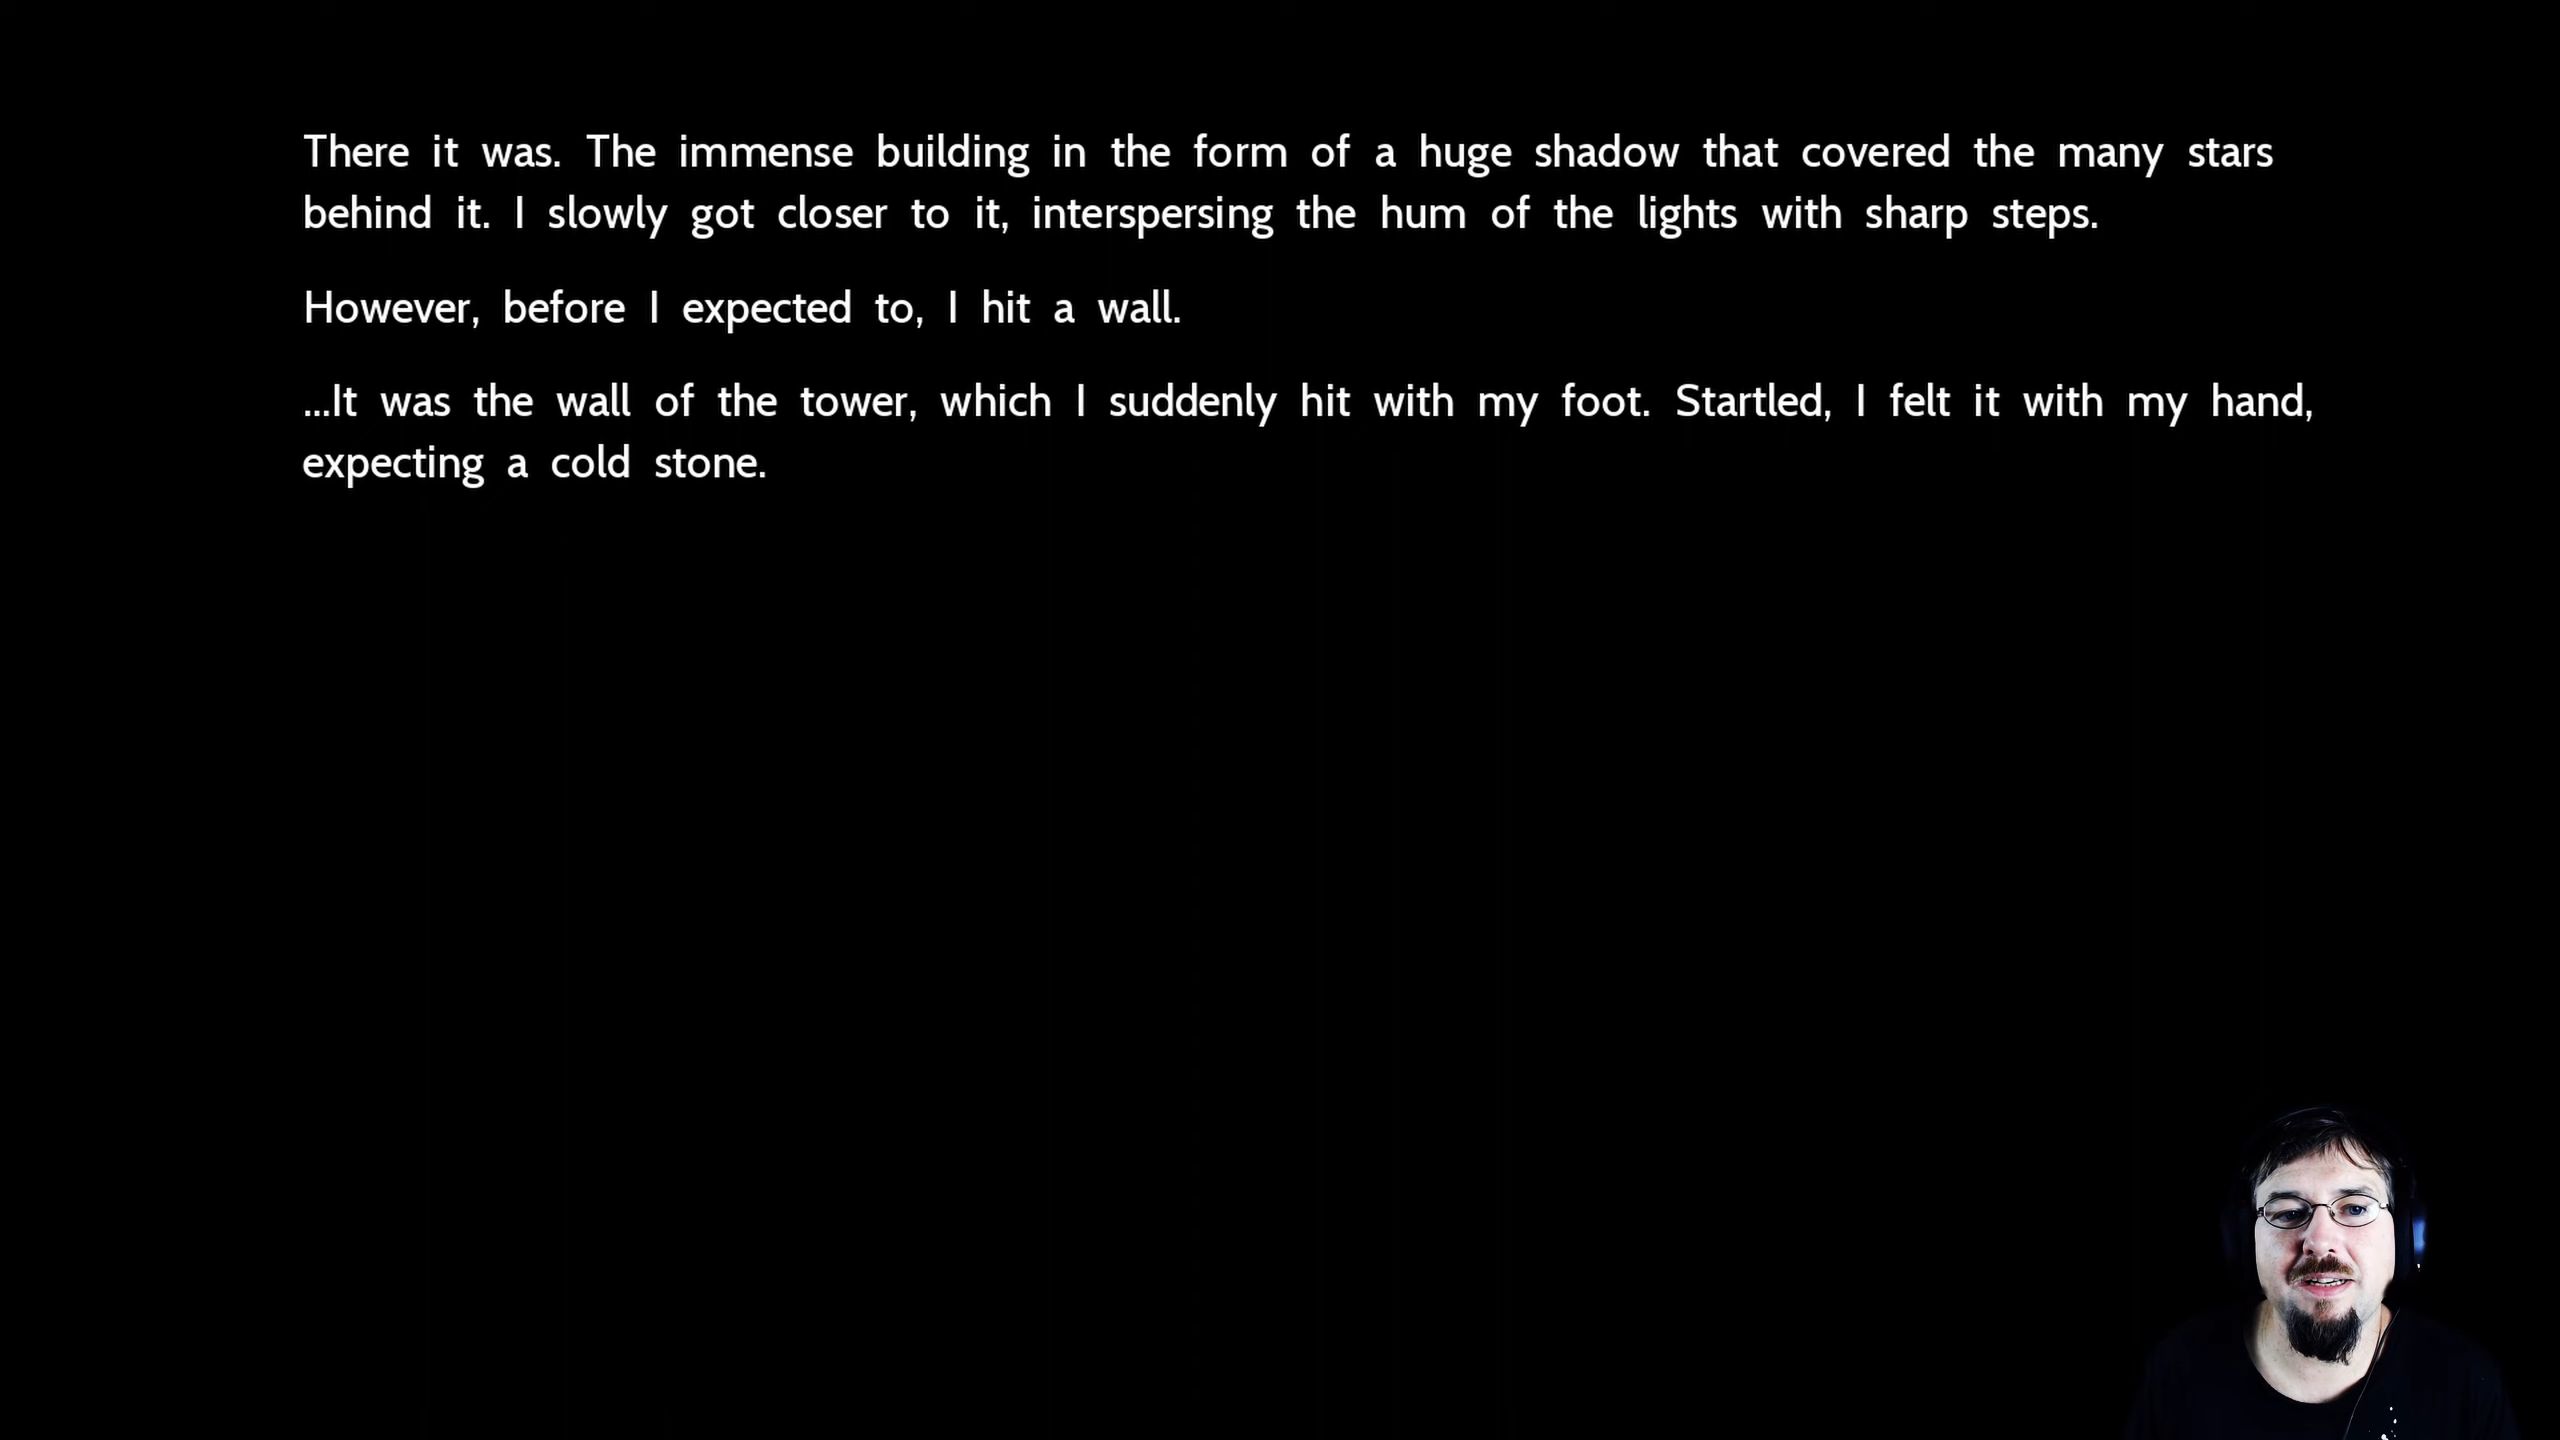 There it was. The immense building in the form of a huge shadow that covered the many stars
behind it. I slowly got closer to it, interspersing the hum of the lights with sharp steps.
However, before I expected to, I hit a wall.
...It was the wall of the tower, which I suddenly hit with my foot. Startled, I felt it with my hand,
expecting a cold stone.